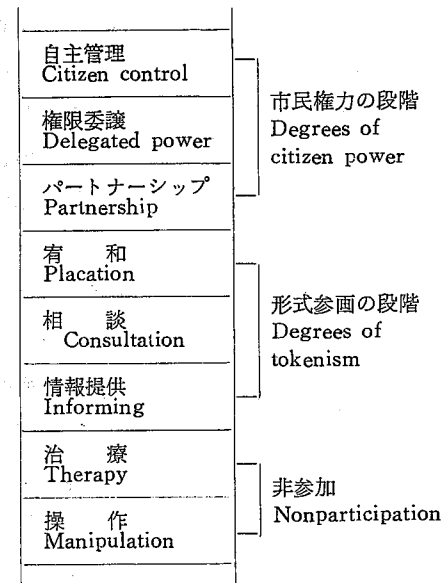 自主管理
Citizen control
権限委譲
Delegated power
パートナーシップ
Partnership
宥　和
Placation
相　談
Consultation
情報提供
Informing
治　療
Therapy
操　作
Manipulation
市民権力の段階
Degrees of
citizen power
形式参画の段階
Degrees of
tokenism
非参加
Nonparticipation